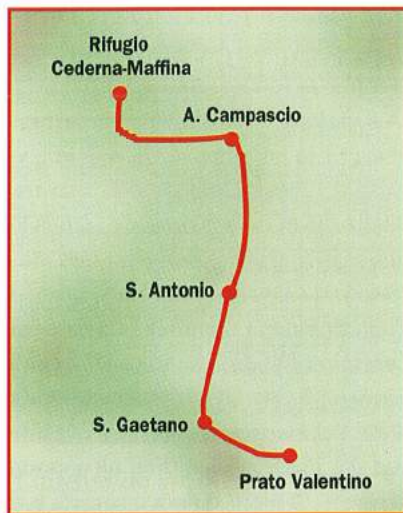 Rifugio
Cederna-Maffina
A. Campascio
S. Antonio
S. Gaetano
Prato Valentino